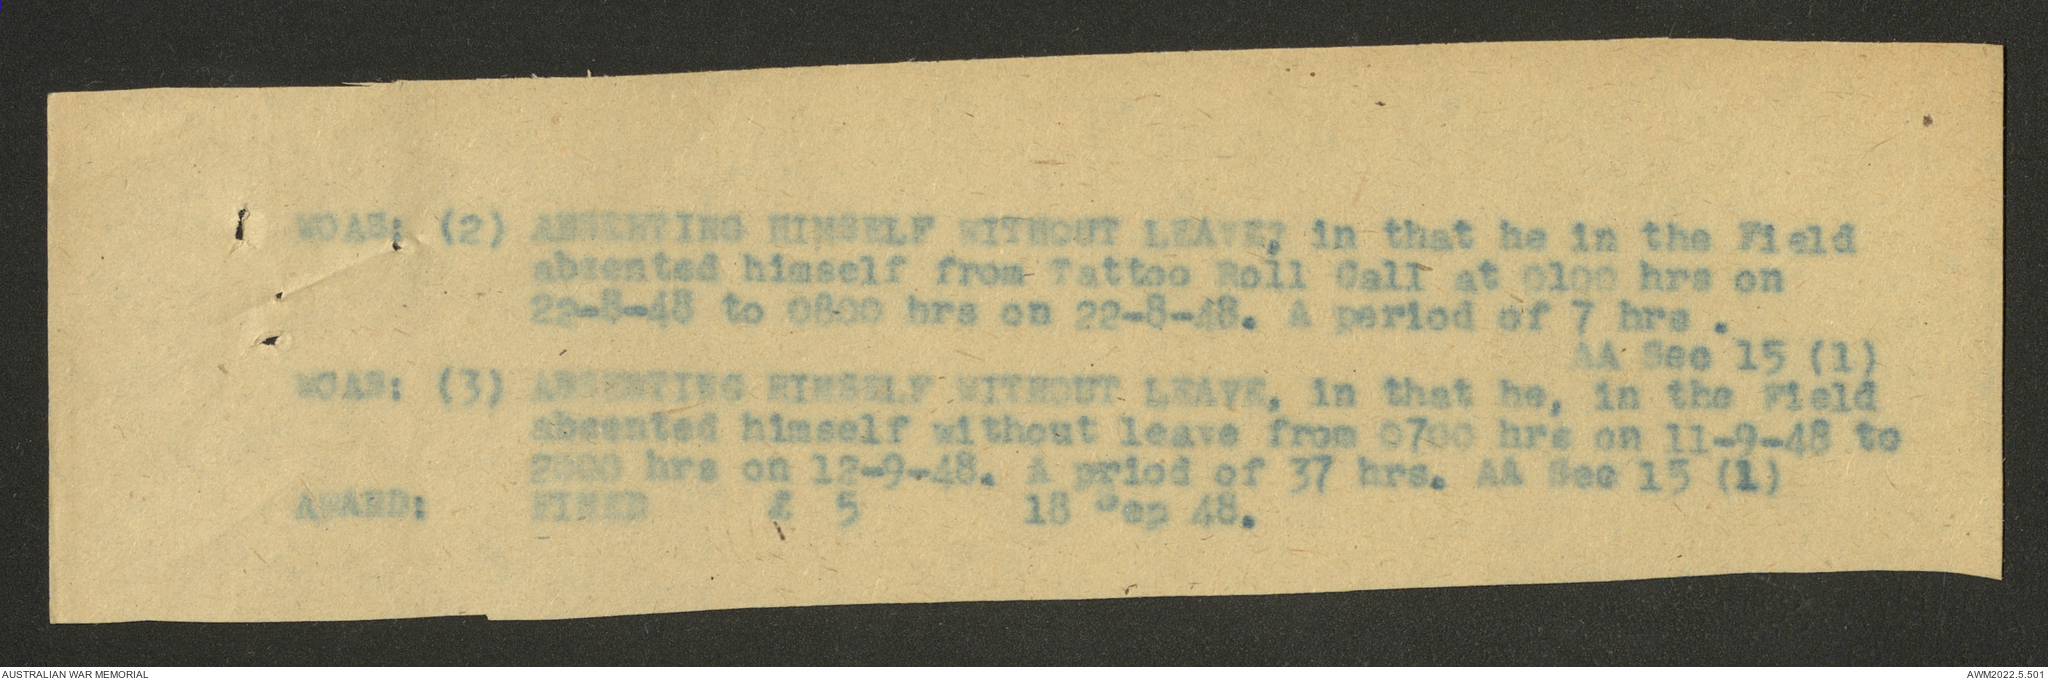 WOAS: (2) ABSENTING HIMSELF WITHOUT LEAVE, in that he in the Field
absented himself from Tattoo Roll Call at 0100 hrs on
22-8-48 to 0800 hrs on 22-8-48. A period of 7 hrs .
AA Sec 15 (1)
WOAS: (3) ABSENTING HIMSELF WITHOUT LEAVE, in that he, in the Field
absented himself without leave from 0700 hrs on 11-9-48 to
2000 hrs on 12-9-48. A priod of 37 hrs. AA Sec 15 (1)
AWARD: FINED £ 5 18 Sep 48.
AUSTRALIAN WAR MEMORIAL
AWM2022.5.501